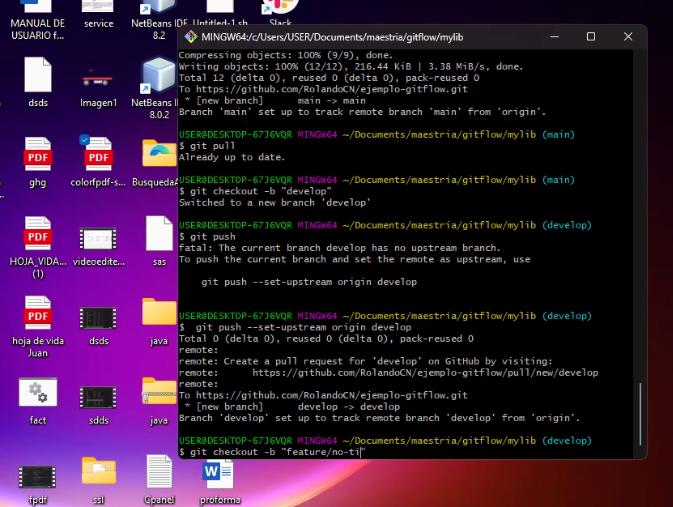 MANUAL DE
USUARIO f...
service
NetBeans IDE
8.2
Untitled-1.sh
Slack
dsds
Imagen1
NetBeans IDE
8.0.2
PDF
ghg
PDF
colorfpdf-s...
BusquedaA
PDF
HOJA_VIDA...
(1)
videoedite...
sas
PDF
hoja de vida
Juan
dsds
java
fact
sdds
java
fpdf
ssl
Cpanel
W
proforma
MINGW64:/c/Users/USER/Documents/maestria/gitflow/mylib
Compressing objects: 100% (9/9), done.
Writing objects: 100% (12/12), 216.44 KiB | 3.38 MiB/s, done.
Total 12 (delta 0), reused 0 (delta 0), pack-reused 0
To https://github.com/RolandoCN/ejemplo-gitflow.git
 * [new branch]      main -> main
Branch 'main' set up to track remote branch 'main' from 'origin'.
USER@DESKTOP-67J6VQR MINGW64 ~/Documents/maestria/gitflow/mylib (main)
$ git pull
Already up to date.
USER@DESKTOP-67J6VQR MINGW64 ~/Documents/maestria/gitflow/mylib (main)
$ git checkout -b "develop"
Switched to a new branch 'develop'
USER@DESKTOP-67J6VQR MINGW64 ~/Documents/maestria/gitflow/mylib (develop)
$ git push
fatal: The current branch develop has no upstream branch.
To push the current branch and set the remote as upstream, use
    git push --set-upstream origin develop
USER@DESKTOP-67J6VQR MINGW64 ~/Documents/maestria/gitflow/mylib (develop)
$  git push --set-upstream origin develop
Total 0 (delta 0), reused 0 (delta 0), pack-reused 0
remote:
remote: Create a pull request for 'develop' on GitHub by visiting:
remote:      https://github.com/RolandoCN/ejemplo-gitflow/pull/new/develop
remote:
To https://github.com/RolandoCN/ejemplo-gitflow.git
 * [new branch]      develop -> develop
Branch 'develop' set up to track remote branch 'develop' from 'origin'.
USER@DESKTOP-67J6VQR MINGW64 ~/Documents/maestria/gitflow/mylib (develop)
$ git checkout -b "feature/no-ti"